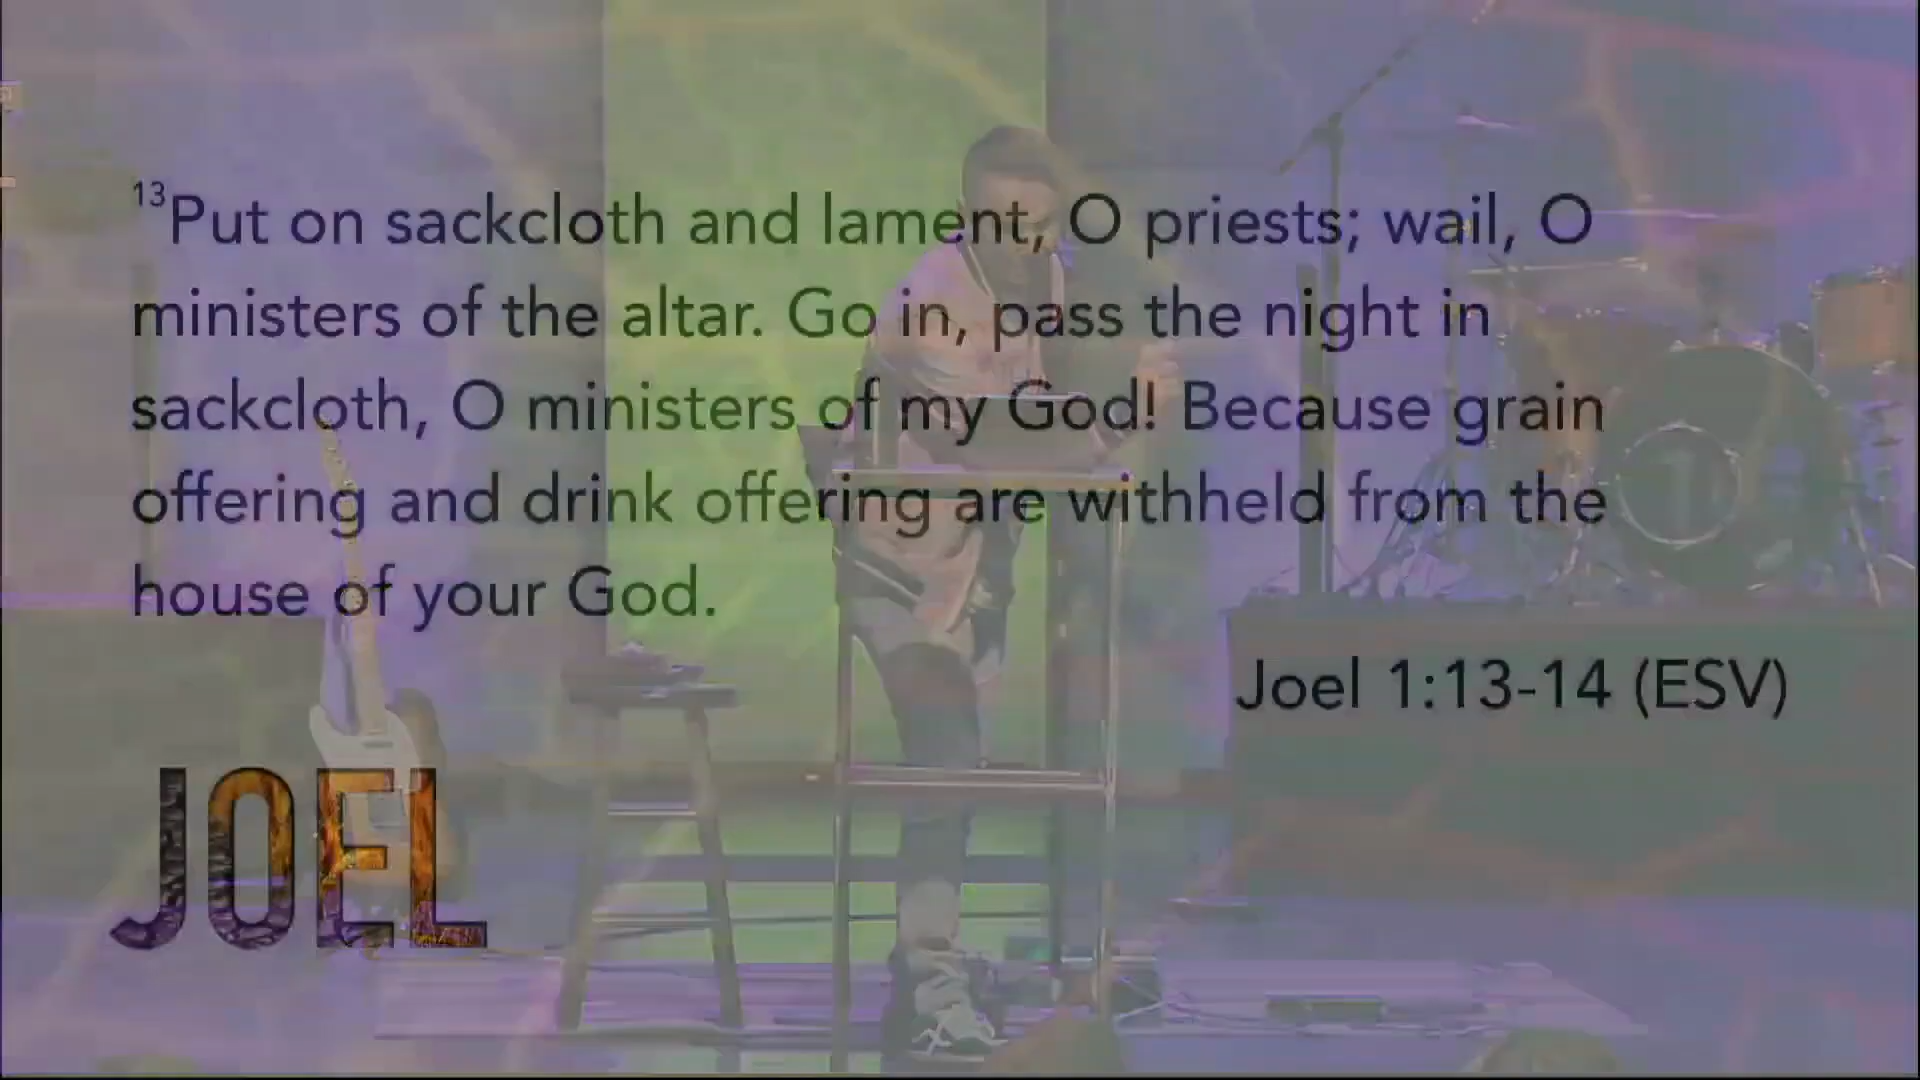 13Put on sackcloth and lament, O priests; wail, O
ministers of the altar. Go in, pass the night in
sackcloth, O ministers of my God! Because grain
offering and drink offering are withheld from the
house of your God.
Joel 1:13-14 (ESV)
JOEL